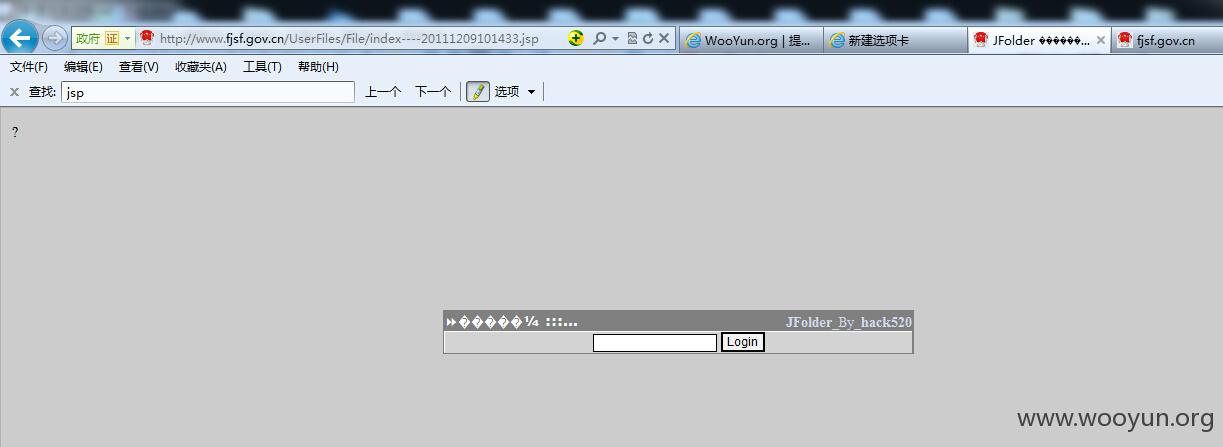 政府 证 http://www.fjsf.gov.cn/UserFiles/File/index----20111209101433.jsp WooYun.org | 提... 新建选项卡 JFolder �������... fjsf.gov.cn
文件(F) 编辑(E) 查看(V) 收藏夹(A) 工具(T) 帮助(H)
x 查找: jsp 上一个 下一个 选项
?
�����¼ :::... JFolder_By_hack520
Login
www.wooyun.org